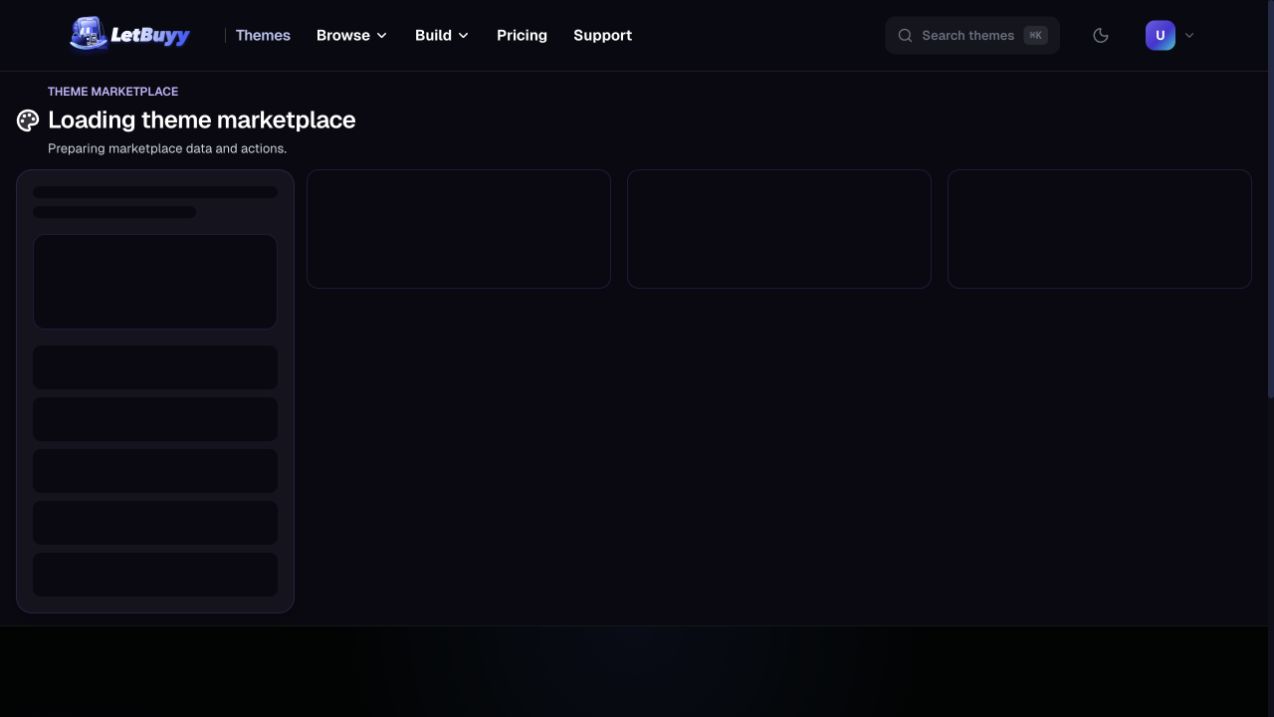 LetBuyy
Themes
Browse
Build
Pricing
Support
Search themes
⌘K
U
THEME MARKETPLACE
Loading theme marketplace
Preparing marketplace data and actions.